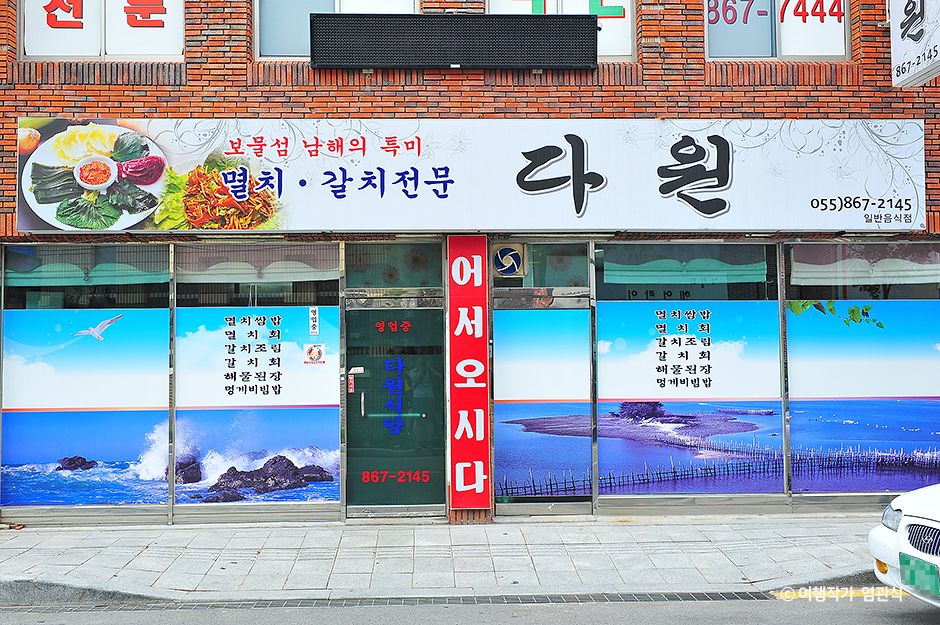 전
문
867-7444
원
867-2145
보물섬 남해의 특미
멸치·갈치전문
다원
055)867-2145
일반음식점
멸치쌈밥
멸치회
갈치조림
갈치회
해물된장
멍게비빔밥
영업중
영업중
다원식당
867-2145
어서오시다
멸치쌈밥
멸치회
갈치조림
갈치회
해물된장
멍게비빔밥
©여행작가 염관식